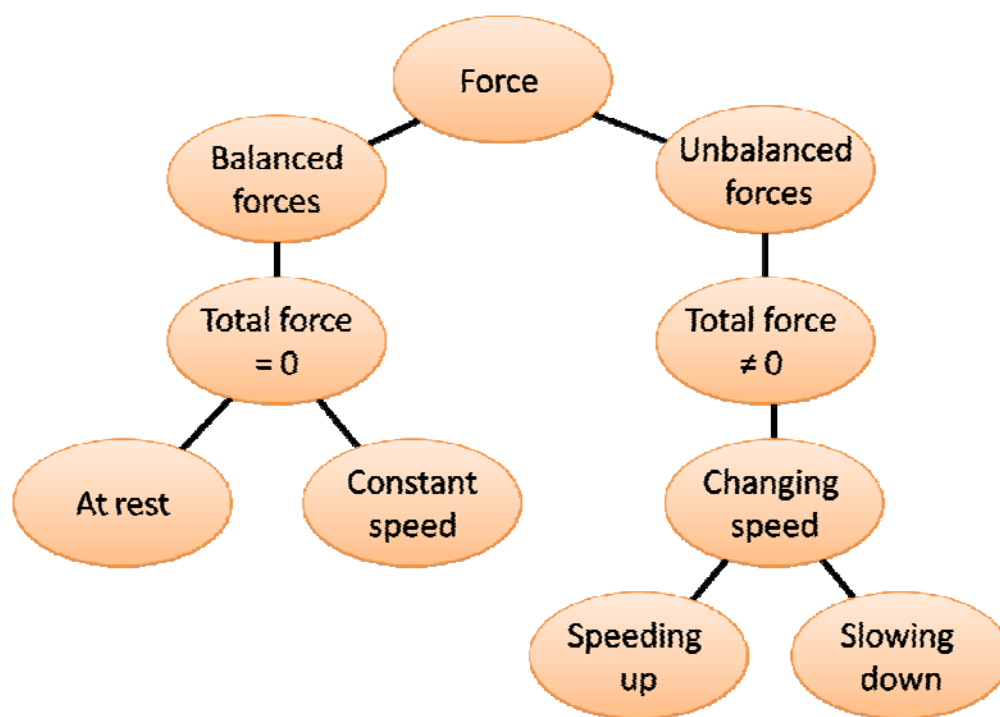 Force
Balanced
forces
Unbalanced
forces
Total force
= 0
Total force
≠ 0
At rest
Constant
speed
Changing
speed
Speeding
up
Slowing
down